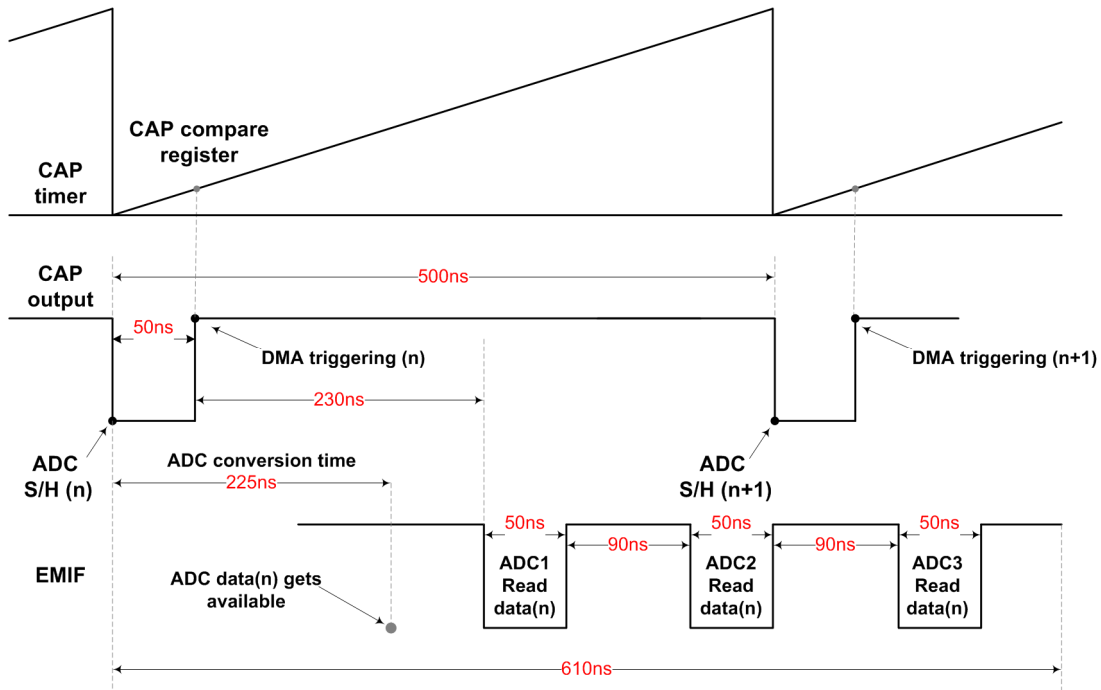 CAP compare
register
CAP
timer
CAP
output
500ns
50ns
DMA triggering (n)
DMA triggering (n+1)
230ns
ADC
S/H (n)
ADC conversion time
225ns
ADC
S/H (n+1)
50ns
50ns
50ns
90ns
90ns
EMIF
ADC data(n) gets
available
ADC1
Read
data(n)
ADC2
Read
data(n)
ADC3
Read
data(n)
610ns